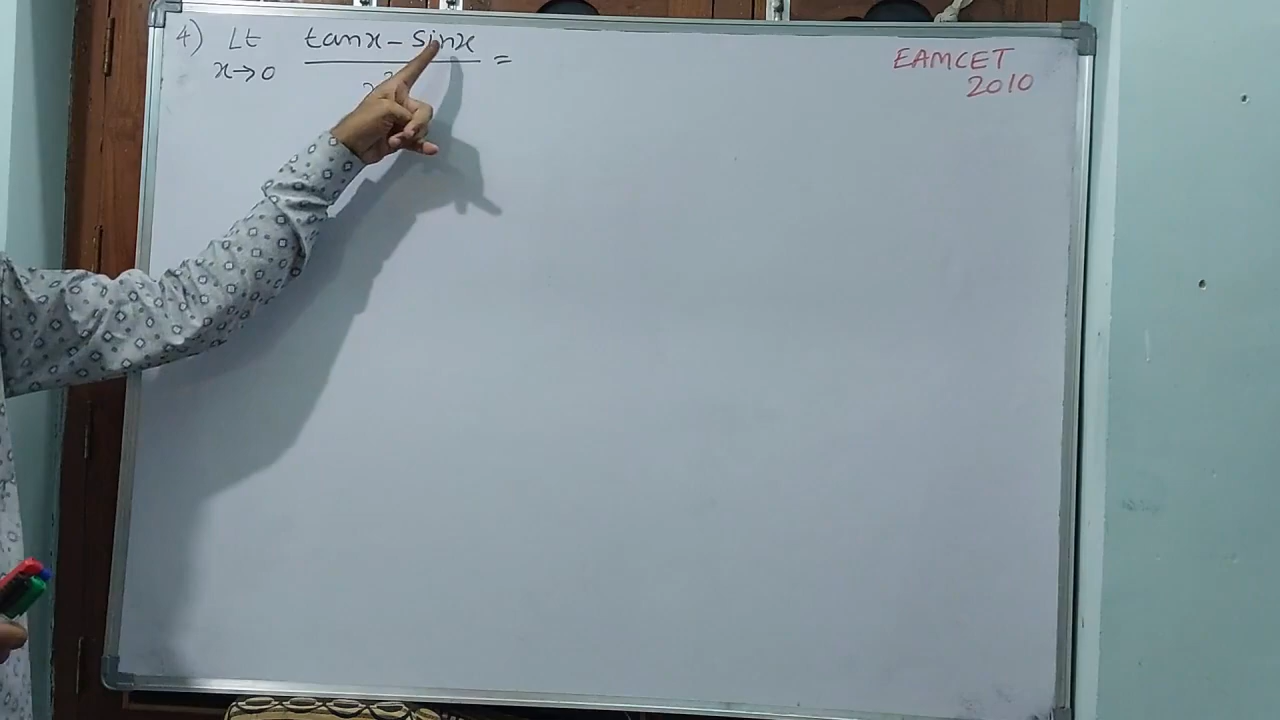 4) Lt tanx - sinx =
x→0
EAMCET
2010